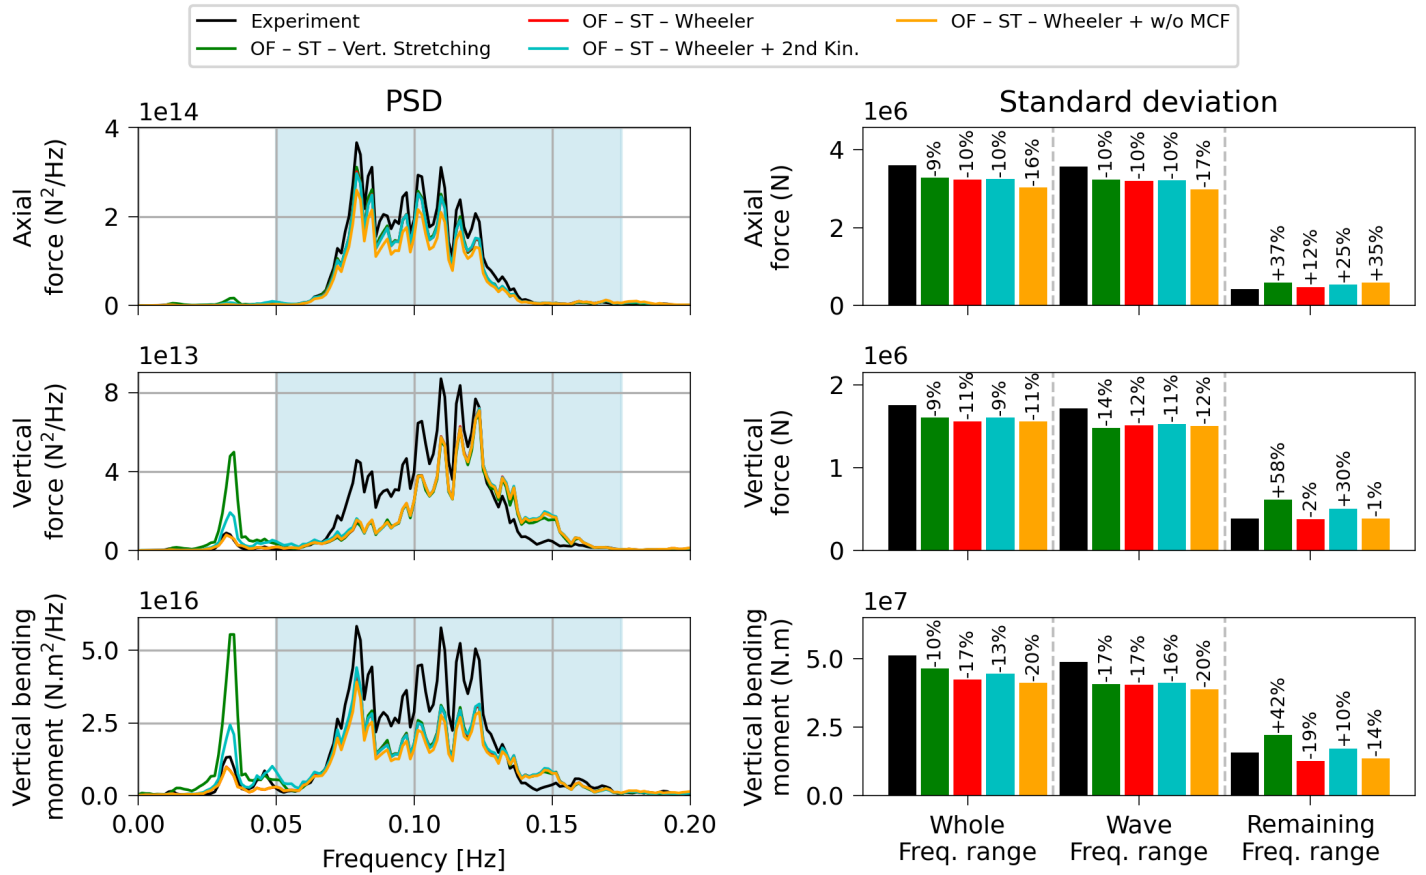 Experiment
OF – ST – Vert. Stretching
OF – ST – Wheeler
OF – ST – Wheeler + 2nd Kin.
OF – ST – Wheeler + w/o MCF
PSD
1e14
Axial
force (N²/Hz)
4
2
0
1e13
Vertical
force (N²/Hz)
8
4
0
1e16
Vertical bending
moment (N.m²/Hz)
5.0
2.5
0.0
0.00 0.05 0.10 0.15 0.20
Frequency [Hz]
Standard deviation
1e6
Axial
force (N)
4
2
0
-9% -10% -10% -16% -10% -10% -10% -17% +37% +12% +25% +35%
1e6
Vertical
force (N)
2
1
0
-9% -11% -9% -11% -14% -12% -11% -12% +58% -2% +30% -1%
1e7
Vertical bending
moment (N.m)
5.0
2.5
0.0
-10% -17% -13% -20% -17% -17% -16% -20% +42% -19% +10% -14%
Whole
Freq. range
Wave
Freq. range
Remaining
Freq. range